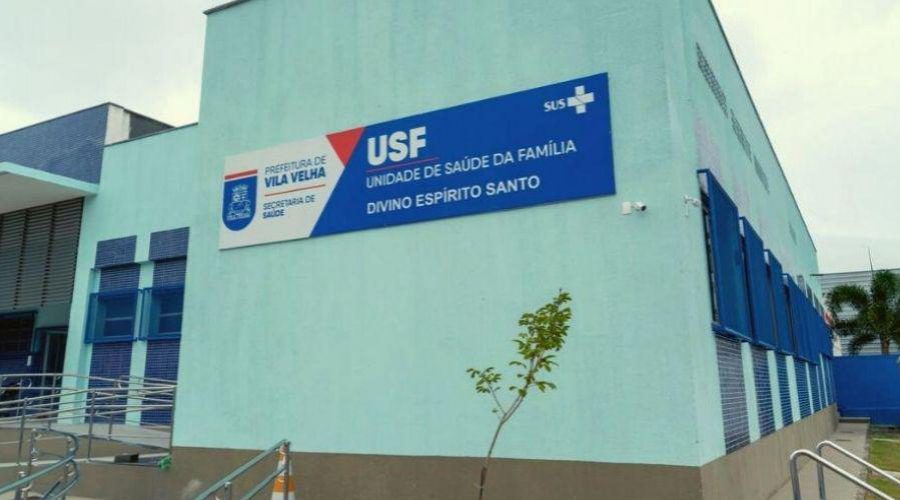 PREFEITURA DE
VILA VELHA
SECRETARIA DE
SAÚDE
USF
UNIDADE DE SAÚDE DA FAMÍLIA
DIVINO ESPÍRITO SANTO
SUS